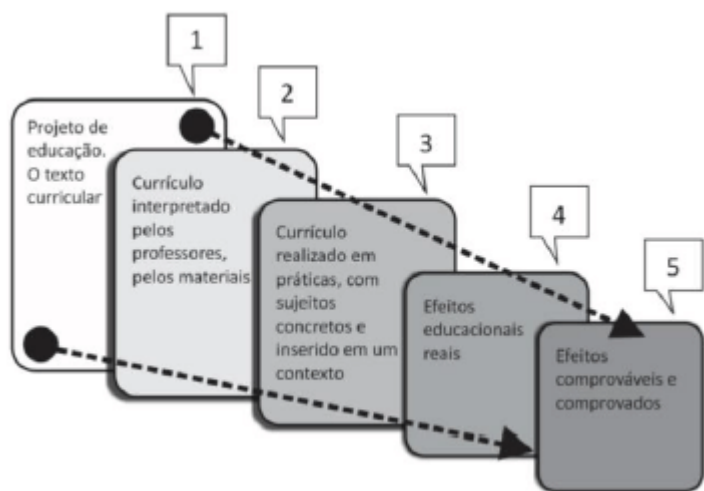 1
Projeto de
educação.
O texto
curricular
2
Currículo
interpretado
pelos
professores,
pelos materiais
3
Currículo
realizado em
práticas, com
sujeitos
concretos e
inserido em um
contexto
4
Efeitos
educacionais
reais
5
Efeitos
comprováveis e
comprovados